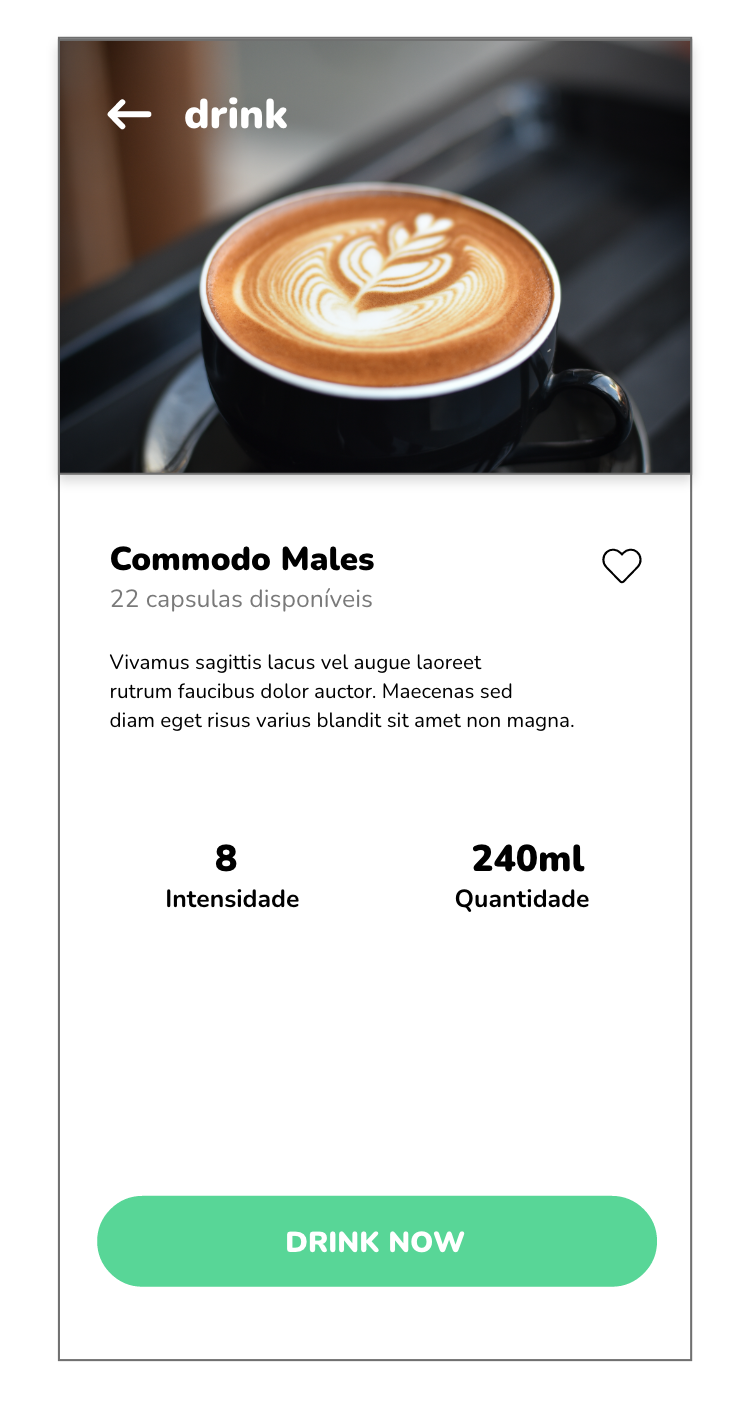 drink
Commodo Males
22 capsulas disponíveis
Vivamus sagittis lacus vel augue laoreet
rutrum faucibus dolor auctor. Maecenas sed
diam eget risus varius blandit sit amet non magna.
8
Intensidade
240ml
Quantidade
DRINK NOW